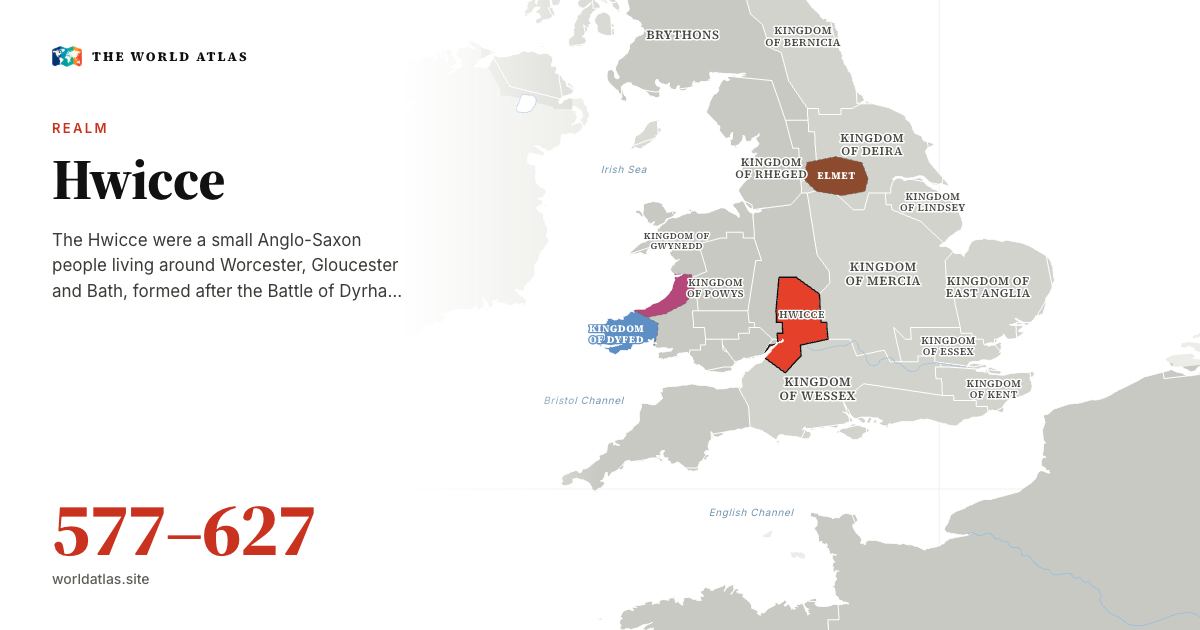 THE WORLD ATLAS
REALM
Hwicce
The Hwicce were a small Anglo-Saxon
people living around Worcester, Gloucester
and Bath, formed after the Battle of Dyrha...
577–627
worldatlas.site
BRYTHONS
KINGDOM
OF BERNICIA
KINGDOM
OF DEIRA
Irish Sea
KINGDOM
OF RHEGED
ELMET
KINGDOM
OF LINDSEY
KINGDOM OF
GWYNEDD
KINGDOM
OF POWYS
KINGDOM
OF MERCIA
KINGDOM OF
EAST ANGLIA
HWICCE
KINGDOM
OF DYFED
KINGDOM
OF ESSEX
KINGDOM
OF WESSEX
KINGDOM
OF KENT
Bristol Channel
English Channel